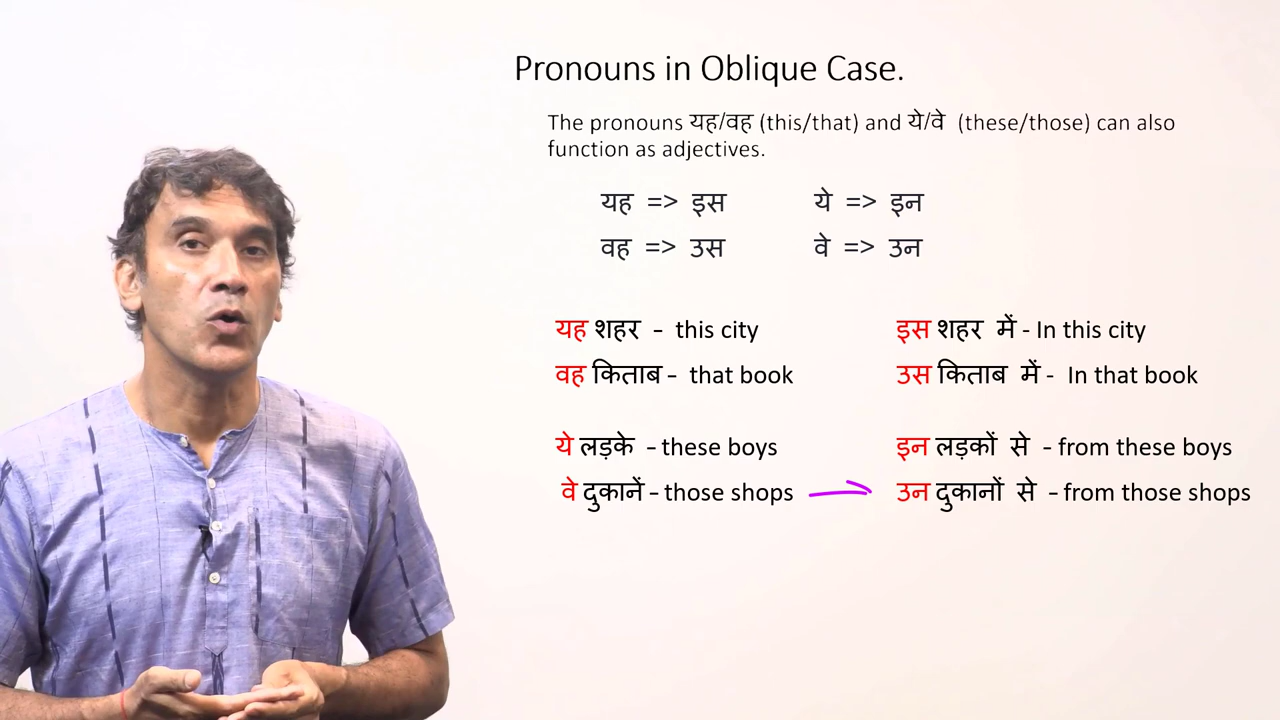 Pronouns in Oblique Case.
The pronouns यह/वह (this/that) and ये/वे (these/those) can also
function as adjectives.
यह => इस ये => इन
वह => उस वे => उन
यह शहर - this city इस शहर में - In this city
वह किताब - that book उस किताब में - In that book
ये लड़के - these boys इन लड़कों से - from these boys
वे दुकानें - those shops उन दुकानों से - from those shops